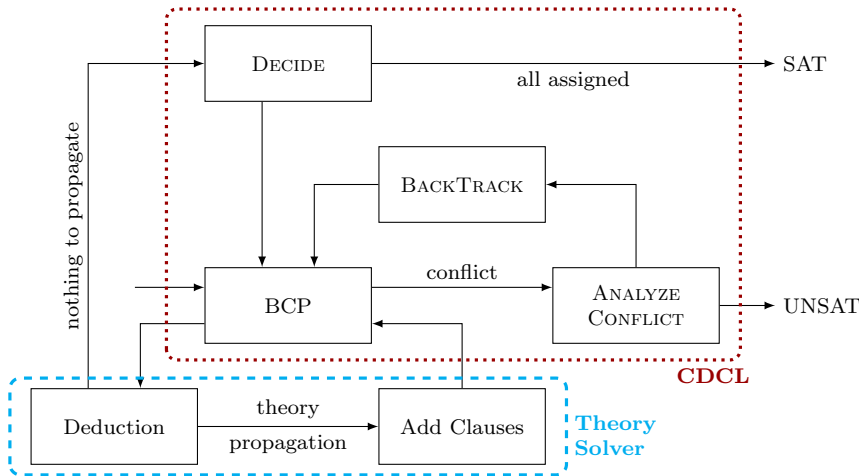 DECIDE
SAT
all assigned
nothing to propagate
BACKTRACK
conflict
BCP
ANALYZE
CONFLICT
UNSAT
CDCL
Deduction
theory
propagation
Add Clauses
Theory
Solver